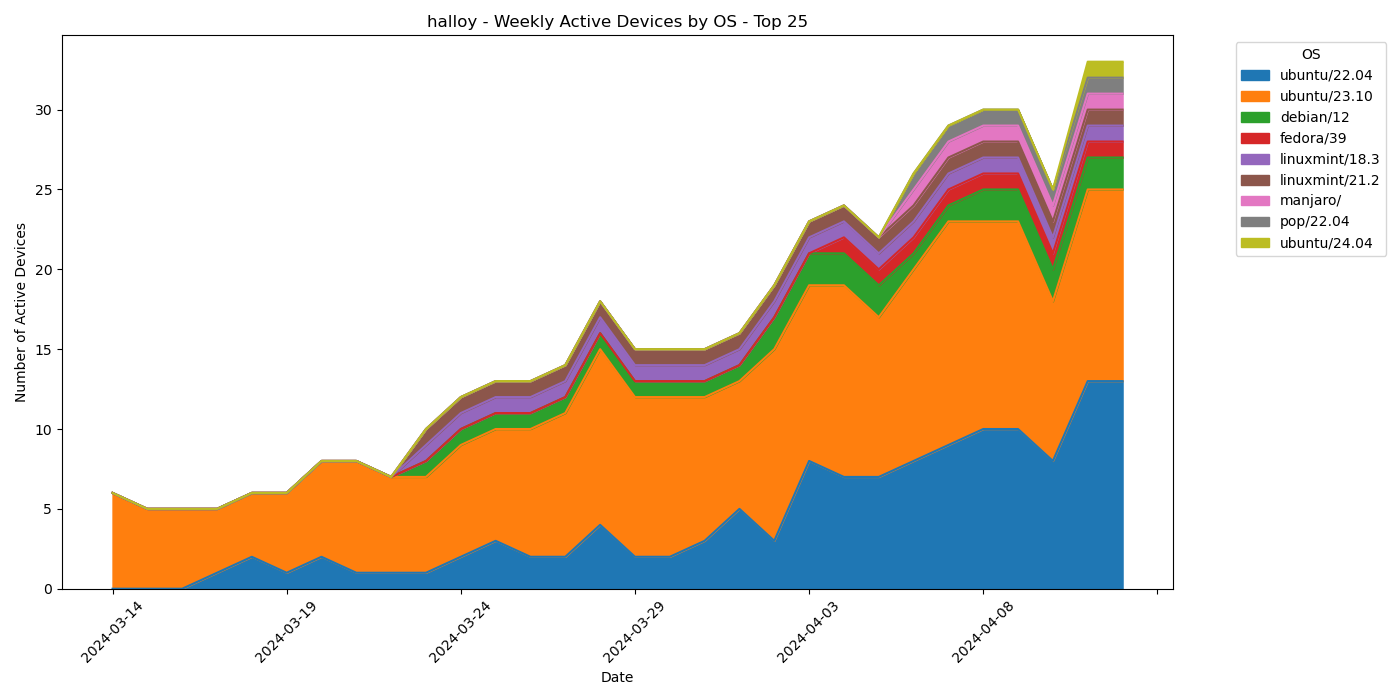 halloy - Weekly Active Devices by OS - Top 25
OS
ubuntu/22.04
ubuntu/23.10
debian/12
fedora/39
linuxmint/18.3
linuxmint/21.2
manjaro/
pop/22.04
ubuntu/24.04
Number of Active Devices
30
25
20
15
10
5
0
2024-03-14
2024-03-19
2024-03-24
2024-03-29
2024-04-03
2024-04-08
Date